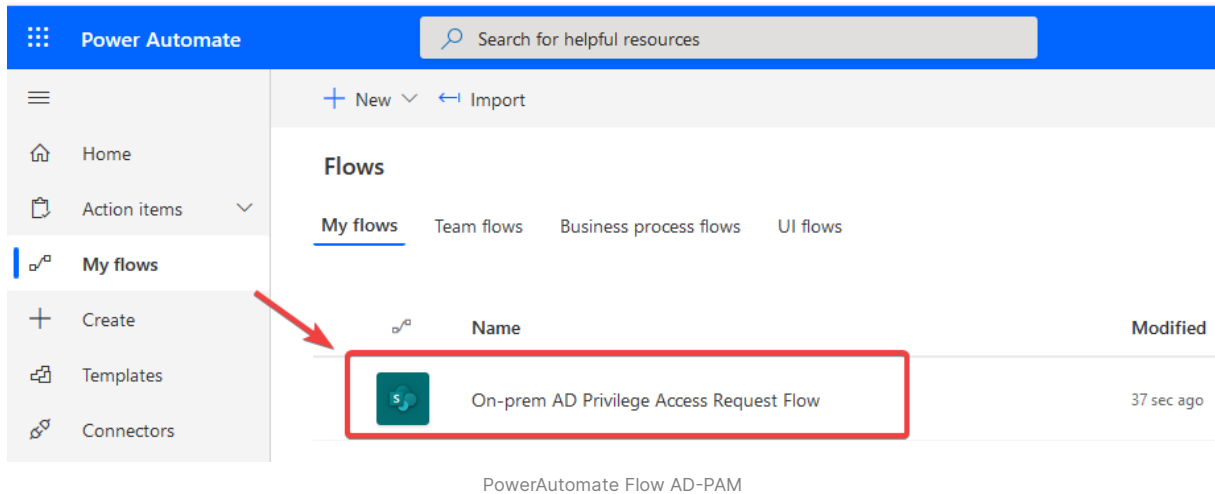 Power Automate
Search for helpful resources
New
Import
Home
Action items
My flows
Create
Templates
Connectors
Flows
My flows Team flows Business process flows UI flows
Name Modified
S
On-prem AD Privilege Access Request Flow 37 sec ago
PowerAutomate Flow AD-PAM